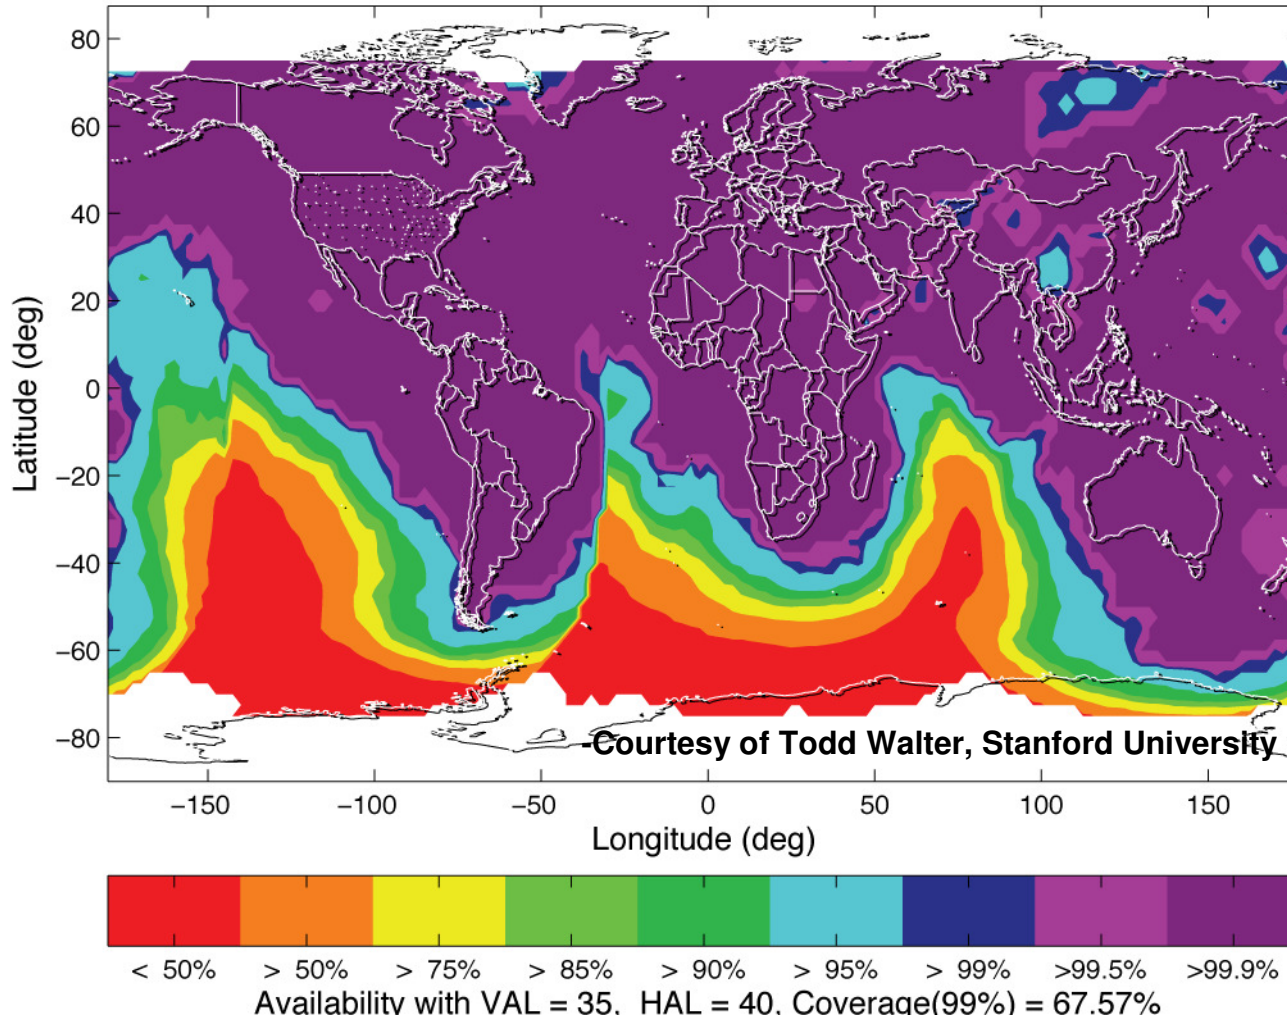 80
60
40
20
0
−20
−40
−60
−80
Latitude (deg)
-Courtesy of Todd Walter, Stanford University
−150 −100 −50 0 50 100 150
Longitude (deg)
< 50% > 50% > 75% > 85% > 90% > 95% > 99% >99.5% >99.9%
Availability with VAL = 35, HAL = 40, Coverage(99%) = 67.57%